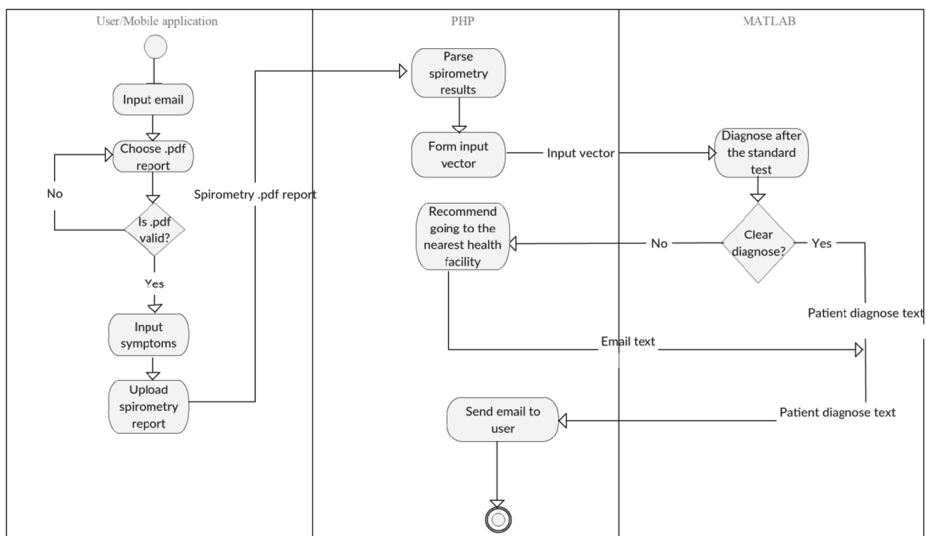 User/Mobile application
PHP
MATLAB
Input email
Choose .pdf
report
No
Is .pdf
valid?
Yes
Input
symptoms
Upload
spirometry
report
Spirometry .pdf report
Parse
spirometry
results
Form input
vector
Input vector
Diagnose after
the standard
test
Clear
diagnose?
No
Yes
Recommend
going to the
nearest health
facility
Patient diagnose text
Email text
Patient diagnose text
Send email to
user